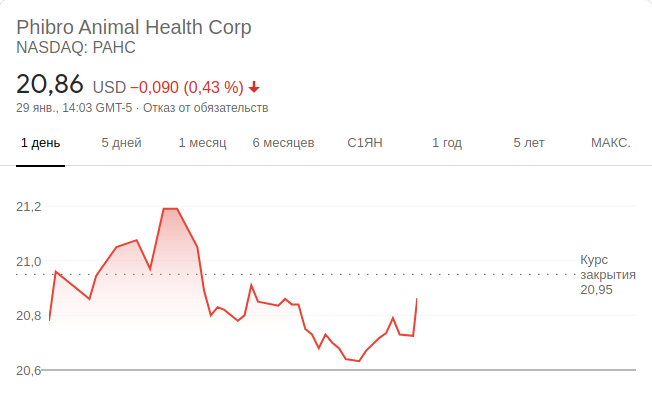 Phibro Animal Health Corp
NASDAQ: PAHC
20,86 USD −0,090 (0,43 %)
29 янв., 14:03 GMT-5 · Отказ от обязательств
1 день 5 дней 1 месяц 6 месяцев С1ЯН 1 год 5 лет МАКС.
21,2
21,0
Курс
закрытия
20,95
20,8
20,6